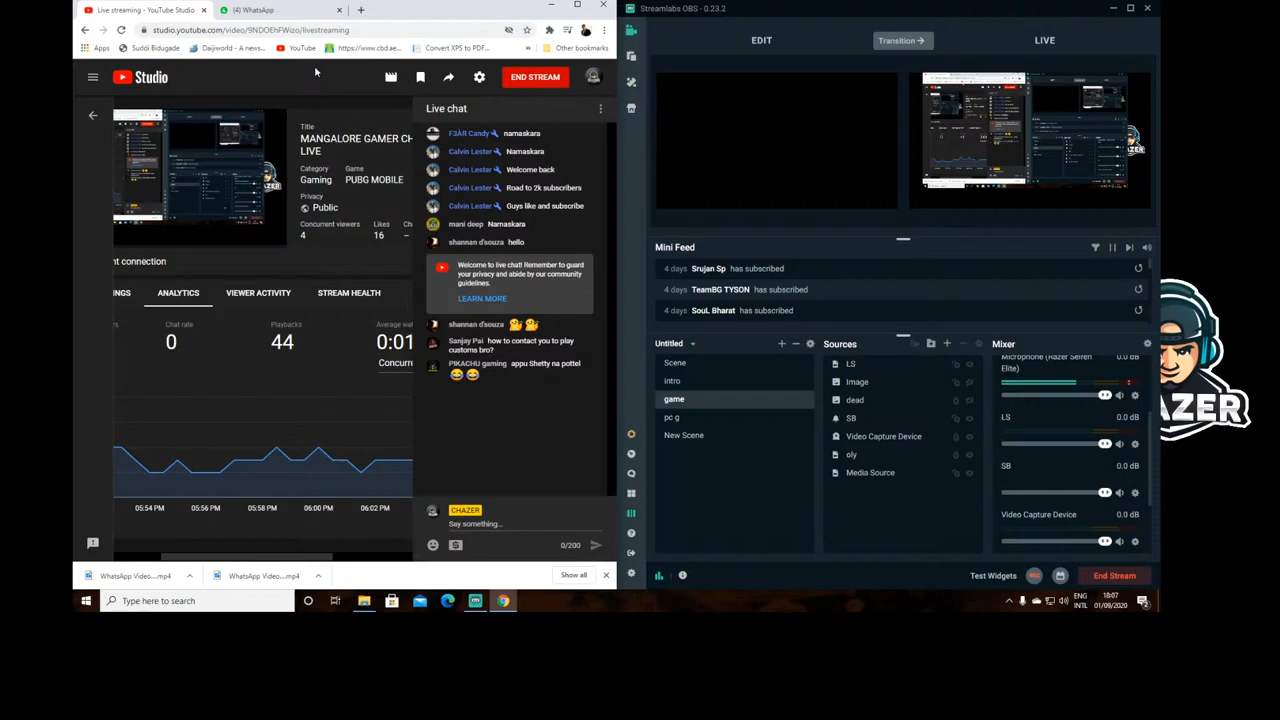 Live streaming - YouTube Studio
(4) WhatsApp
studio.youtube.com/video/9NDOEhFWizo/livestreaming
Apps
Suddi Bidugade
Daijiworld - A news...
YouTube
https://www.cbd.ae...
Convert XPS to PDF...
»
Other bookmarks
Studio
END STREAM
Title
MANGALORE GAMER CH
LIVE
Category
Game
Gaming
PUBG MOBILE
Privacy
Public
Concurrent viewers
Likes
Chat
4
16
nt connection
NGS
ANALYTICS
VIEWER ACTIVITY
STREAM HEALTH
Chat rate
Playbacks
Average wa
0
44
0:01
Concurre
05:54 PM
05:56 PM
05:58 PM
06:00 PM
06:02 PM
Live chat
F3ÁR Candy namaskara
Calvin Lester Namaskara
Calvin Lester Welcome back
Calvin Lester Road to 2k subscribers
Calvin Lester Guys like and subscribe
mani deep Namaskara
shannan d'souza hello
Welcome to live chat! Remember to guard
your privacy and abide by our community
guidelines.
LEARN MORE
shannan d'souza
Sanjay Pai how to contact you to play
customs bro?
PIKACHU gaming appu Shetty na pottel
CHAZER
Say something...
0/200
WhatsApp Video....mp4
WhatsApp Video....mp4
Show all
Type here to search
Streamlabs OBS - 0.23.2
EDIT
Transition
LIVE
Mini Feed
4 days Srujan Sp has subscribed
4 days TeamBG TYSON has subscribed
4 days SouL Bharat has subscribed
Untitled
Scene
intro
game
pc g
New Scene
Sources
LS
Image
dead
SB
Video Capture Device
oly
Media Source
Mixer
Microphone (Razer Seiren
Elite)
0.0 dB
LS
0.0 dB
SB
0.0 dB
Video Capture Device
0.0 dB
Test Widgets
REC
End Stream
ENG
INTL
18:07
01/09/2020
2
AZER